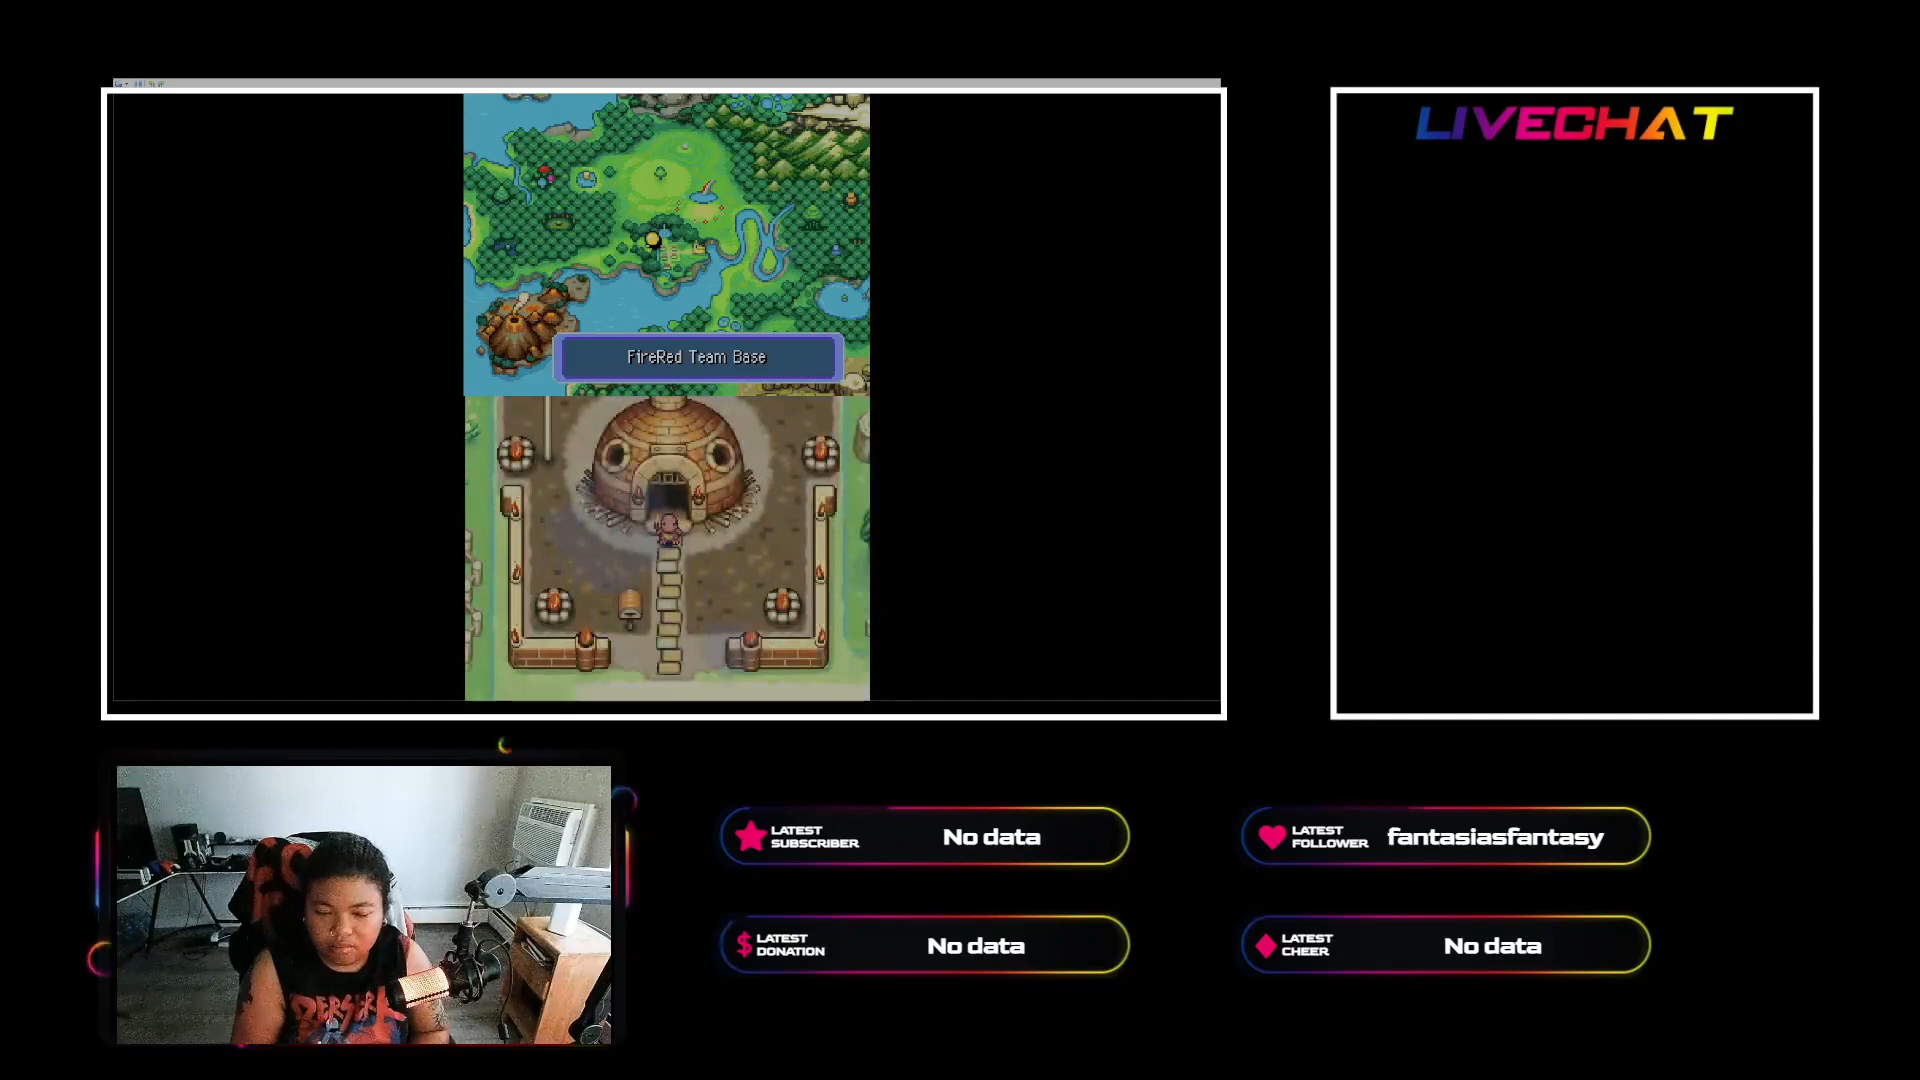 LIVECHAT
FireRed Team Base
LATEST
SUBSCRIBER
No data
LATEST
FOLLOWER
fantasiasfantasy
LATEST
DONATION
No data
LATEST
CHEER
No data
BERSERK